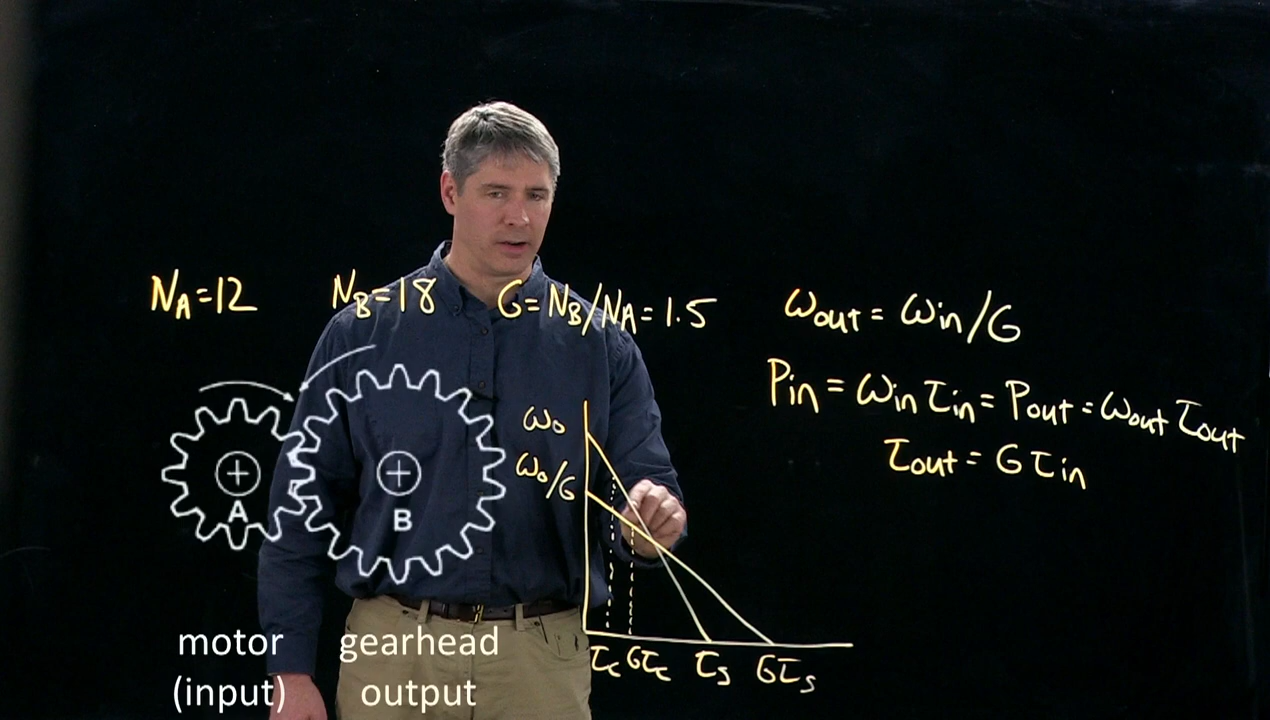 N_A=12 N_B=18 G=N_B/N_A=1.5
ω_out = ω_in/G
P_in = ω_in τ_in = P_out = ω_out τ_out
τ_out = G τ_in
ω_0
ω_0/G
A
B
τ_c Gτ_c τ_s Gτ_s
motor
(input)
gearhead
output